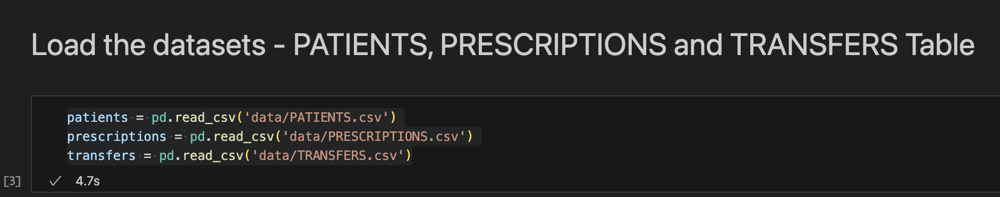 Load the datasets - PATIENTS, PRESCRIPTIONS and TRANSFERS Table
patients = pd.read_csv('data/PATIENTS.csv')
prescriptions = pd.read_csv('data/PRESCRIPTIONS.csv')
transfers = pd.read_csv('data/TRANSFERS.csv')
[3] ✓ 4.7s